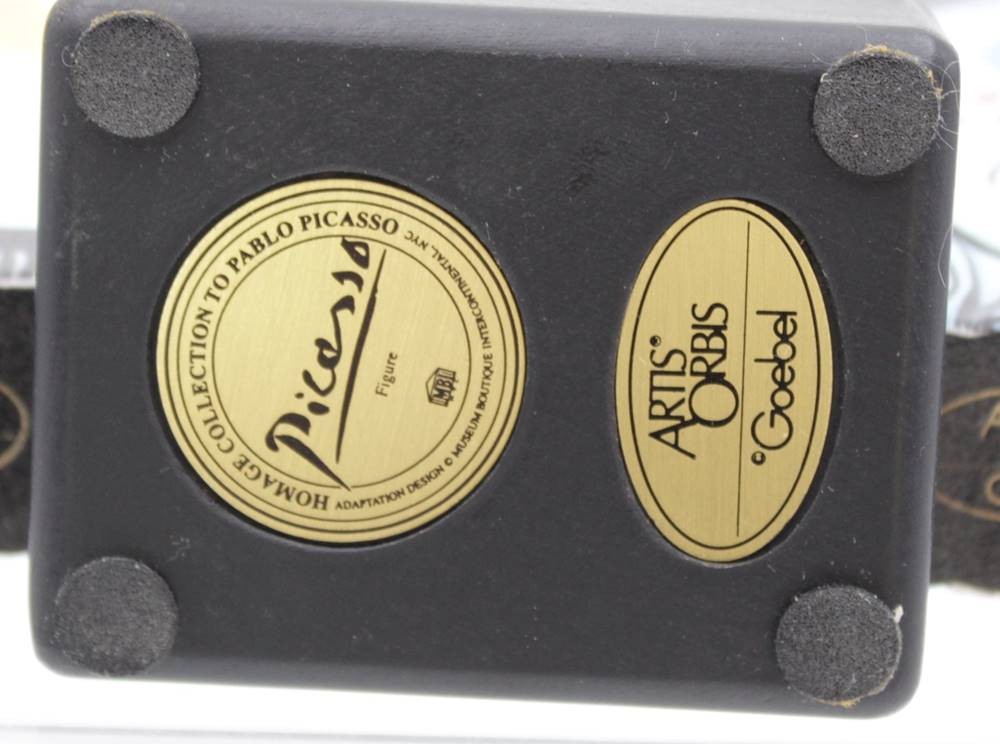 HOMAGE COLLECTION TO PABLO PICASSO
Picasso
Figure
MBI
ADAPTATION DESIGN © MUSEUM BOUTIQUE INTERCONTINENTAL, NYC
ARTIS®
ORBIS
©Goebel